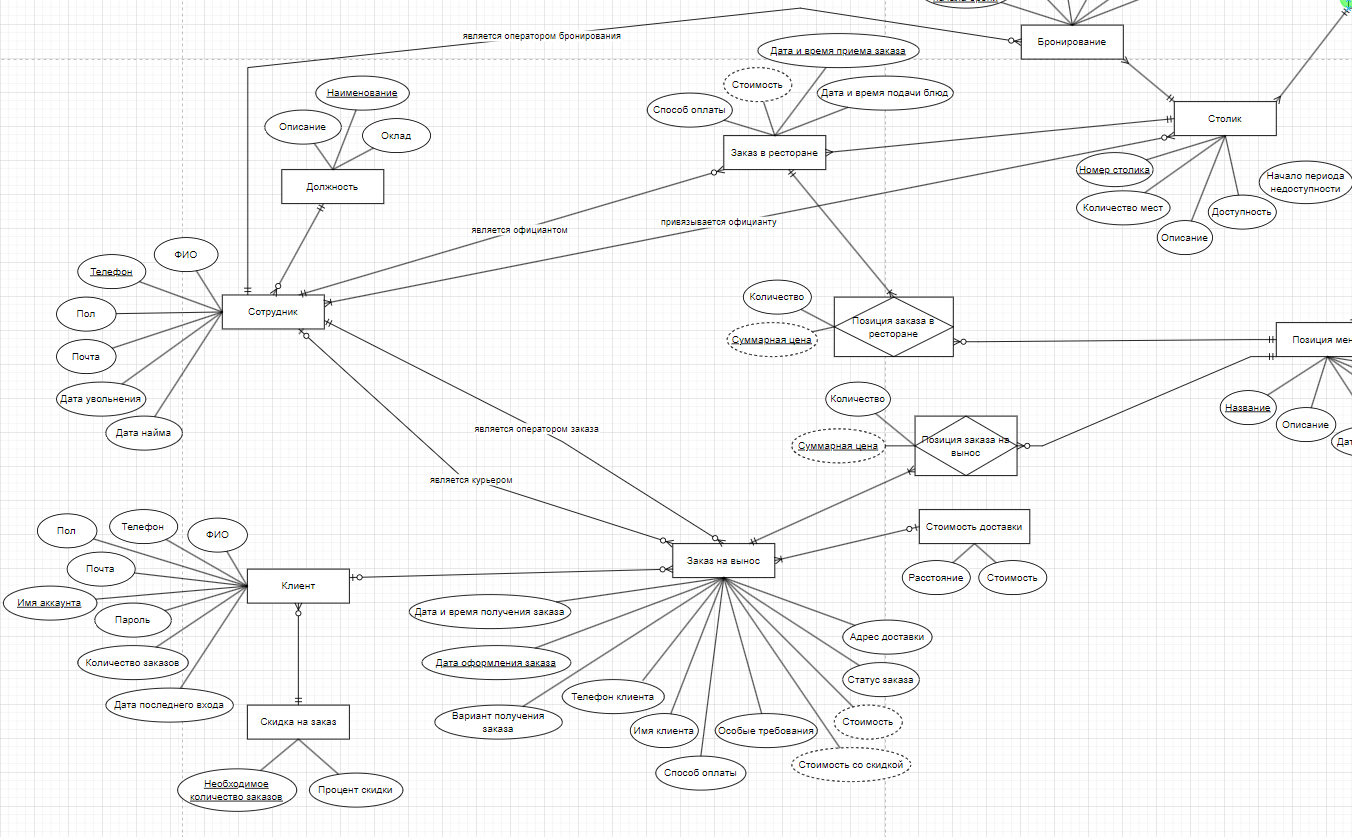 является оператором бронирования
Бронирование
Дата и время приема заказа
Стоимость
Дата и время подачи блюд
Способ оплаты
Наименование
Описание
Оклад
Заказ в ресторане
Столик
Должность
Номер столика
Начало периода
недоступности
Количество мест
Доступность
Описание
привязывается официанту
является официантом
ФИО
Телефон
Пол
Сотрудник
Почта
Дата увольнения
Дата найма
Количество
Суммарная цена
Позиция заказа в
ресторане
Позиция мен
Название
Описание
Дат
Количество
Суммарная цена
Позиция заказа на
вынос
является оператором заказа
является курьером
Стоимость доставки
Расстояние
Стоимость
Пол
Телефон
ФИО
Почта
Имя аккаунта
Пароль
Количество заказов
Дата последнего входа
Клиент
Заказ на вынос
Дата и время получения заказа
Дата оформления заказа
Вариант получения
заказа
Телефон клиента
Имя клиента
Способ оплаты
Особые требования
Адрес доставки
Статус заказа
Стоимость
Стоимость со скидкой
Скидка на заказ
Необходимое
количество заказов
Процент скидки